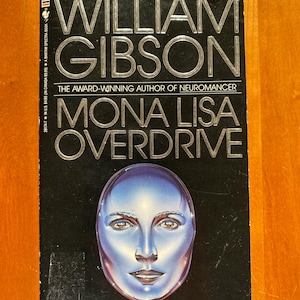 WILLIAM
GIBSON
THE AWARD-WINNING AUTHOR OF NEUROMANCER
MONA LISA
OVERDRIVE